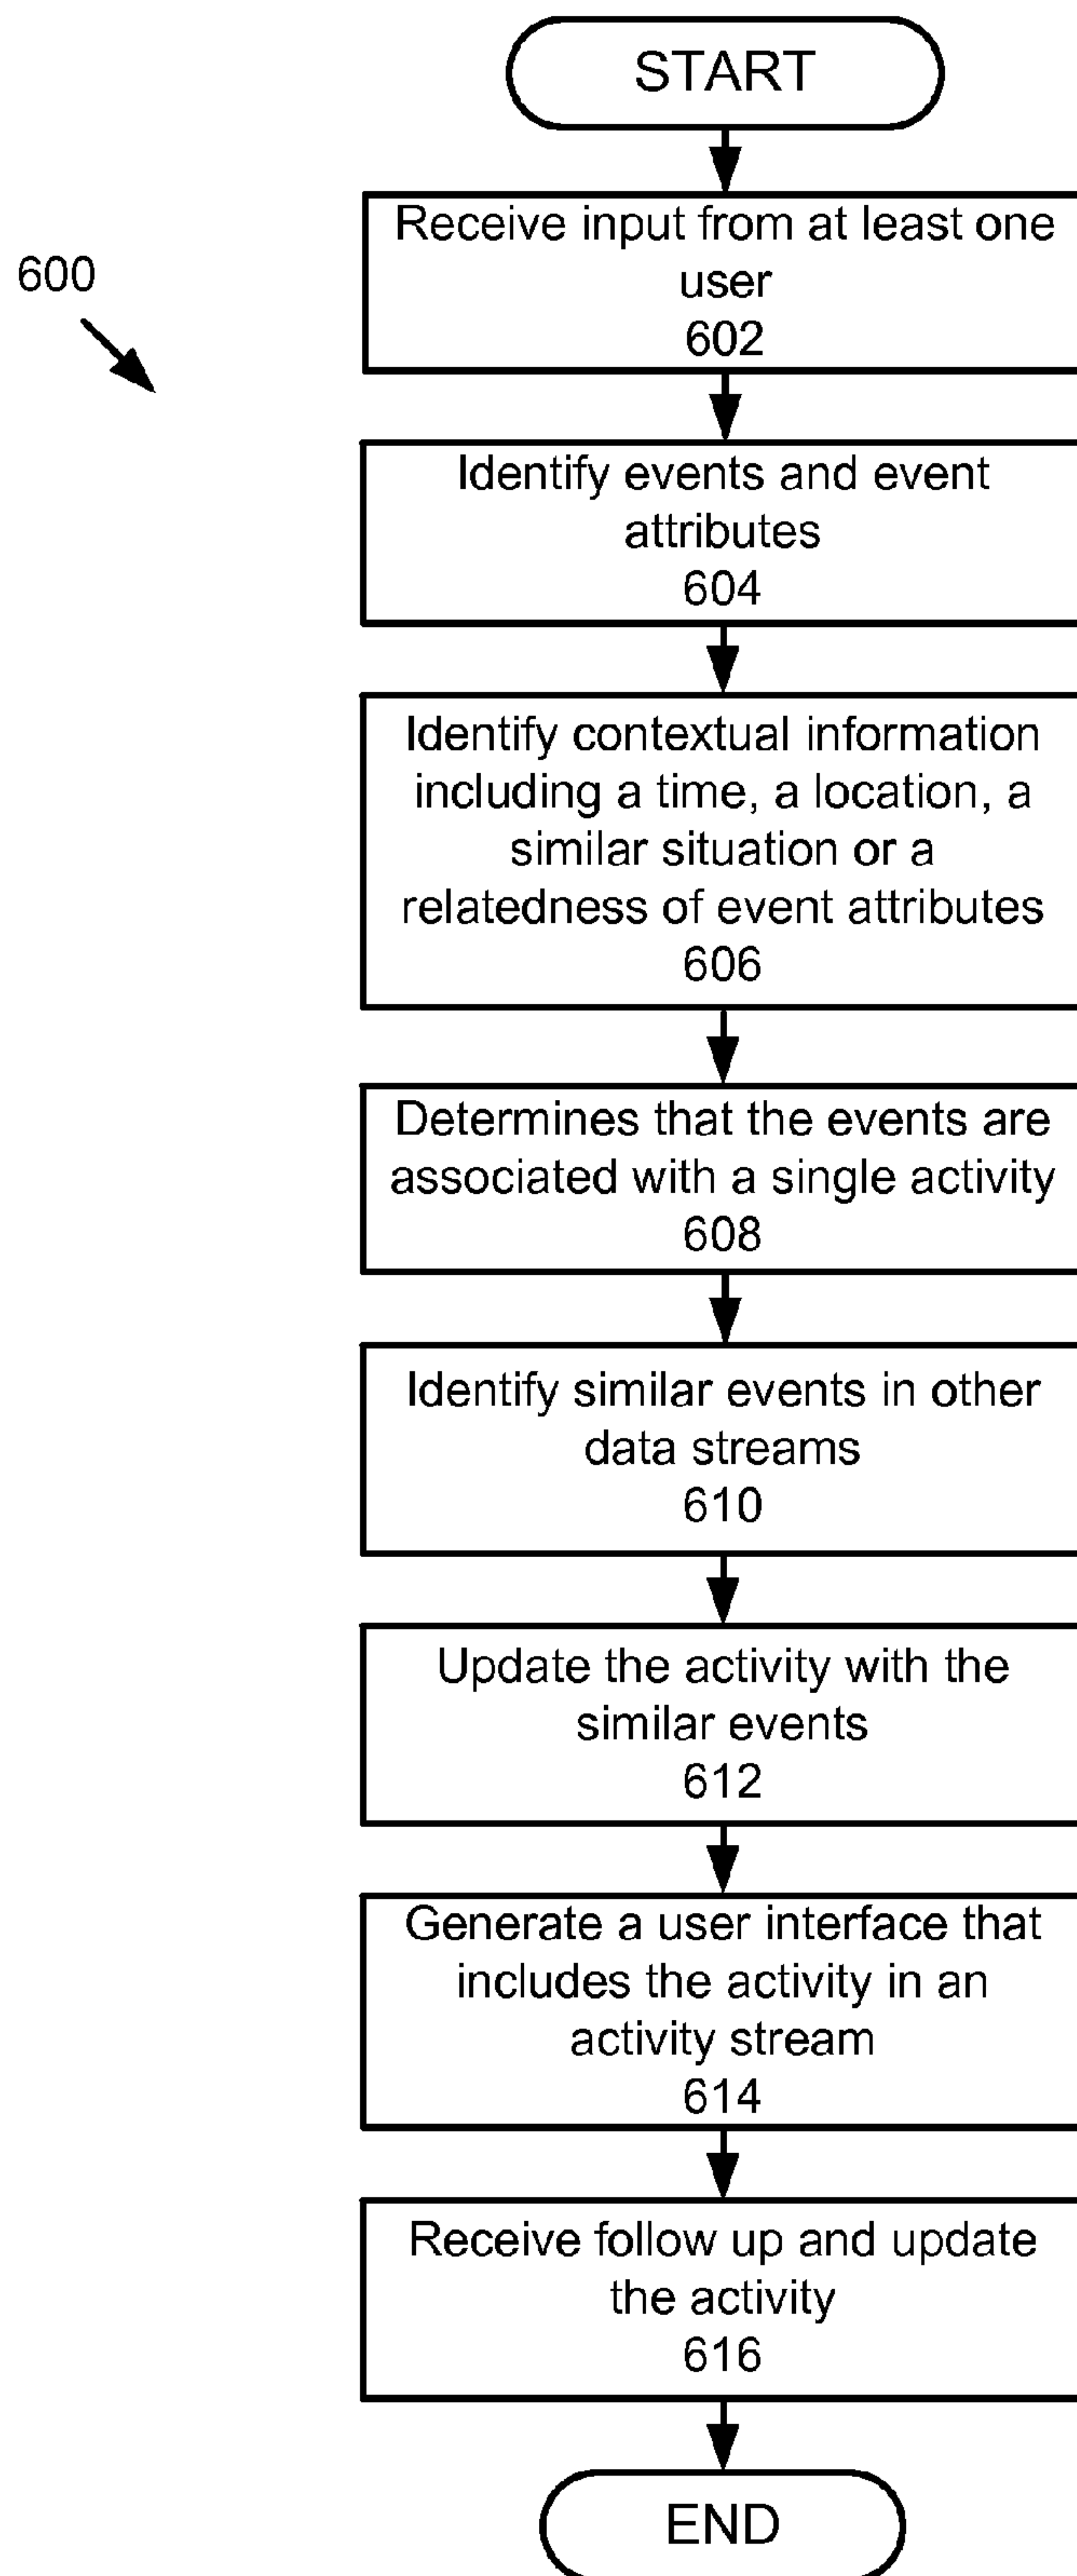 START
600
Receive input from at least one
user
602
Identify events and event
attributes
604
Identify contextual information
including a time, a location, a
similar situation or a
relatedness of event attributes
606
Determines that the events are
associated with a single activity
608
Identify similar events in other
data streams
610
Update the activity with the
similar events
612
Generate a user interface that
includes the activity in an
activity stream
614
Receive follow up and update
the activity
616
END